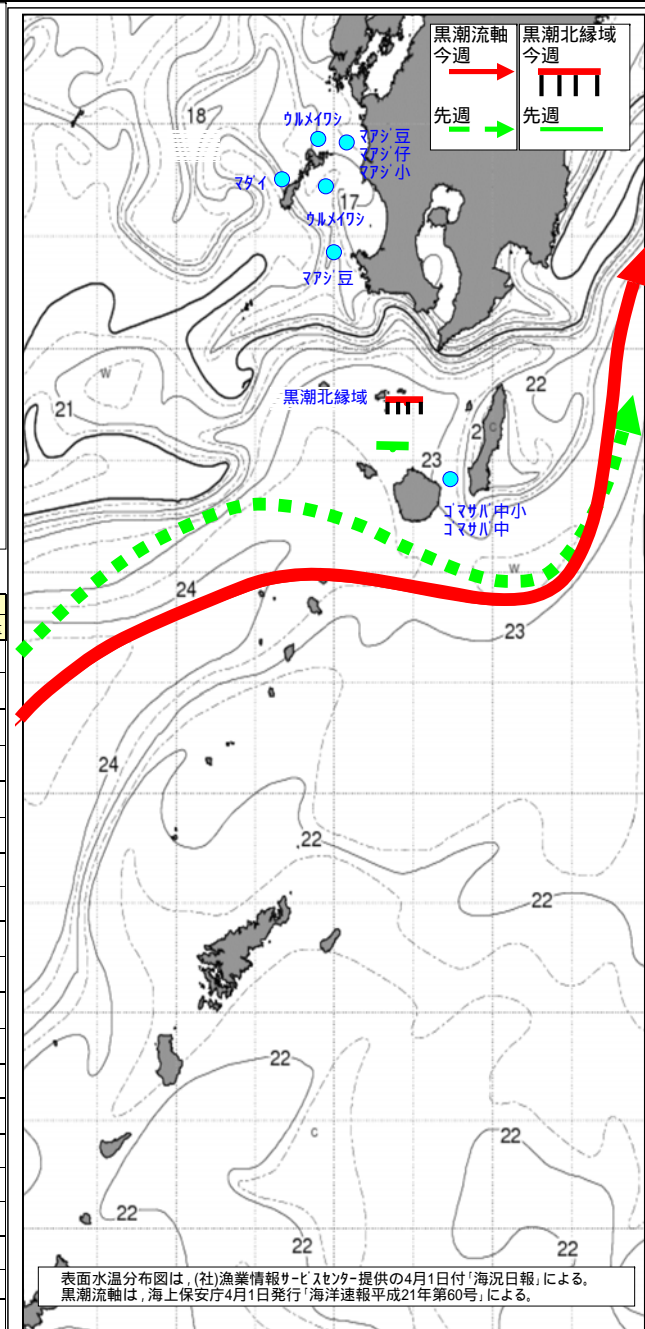 黒潮流軸
今週
先週
黒潮北縁域
今週
先週
18
ウルメイワシ
マアジ豆
マアジ仔
マアジ小
マダイ
17
ウルメイワシ
マアジ豆
22
W
21
黒潮北縁域
2
C
23
ゴマサバ中小
ゴマサバ中
W
24
23
24
22
22
22
C
22
22
22
表面水温分布図は,(社)漁業情報サービスセンター提供の4月1日付「海況日報」による。
黒潮流軸は,海上保安庁4月1日発行「海洋速報平成21年第60号」による。